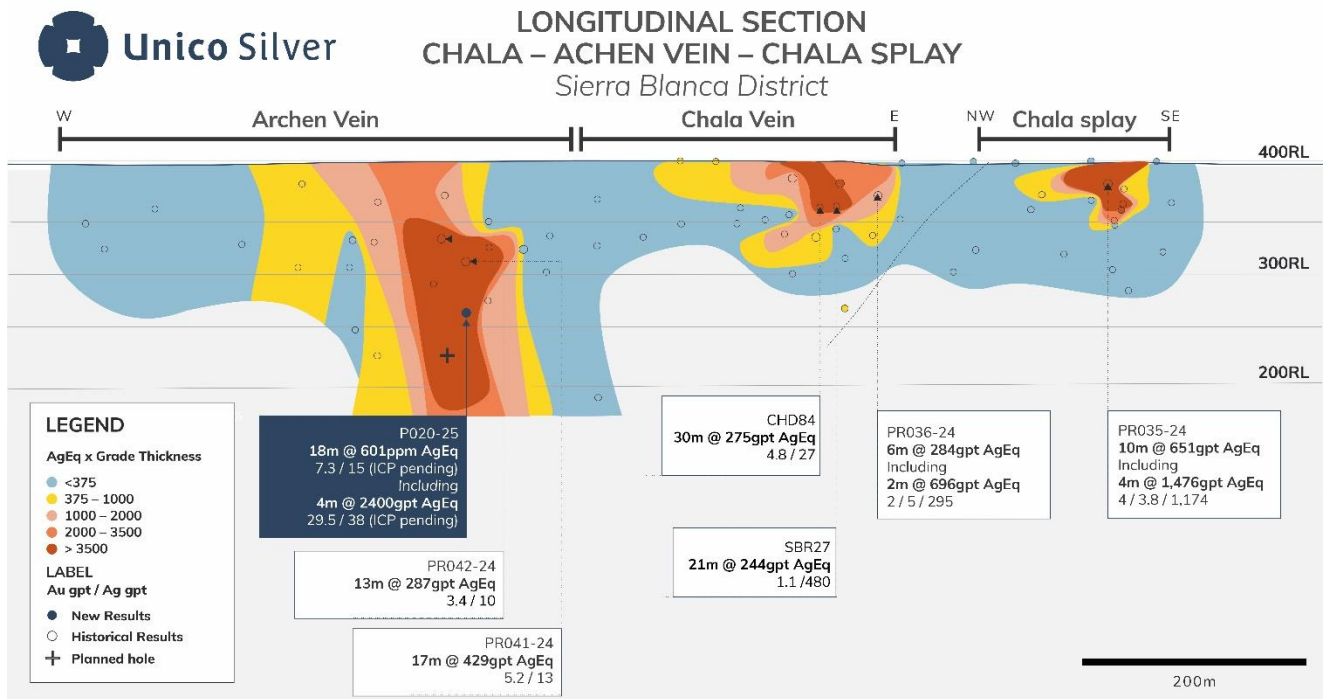 Unico Silver
LONGITUDINAL SECTION
CHALA – ACHEN VEIN – CHALA SPLAY
Sierra Blanca District
W
Archen Vein
Chala Vein
E
NW
Chala splay
SE
400RL
300RL
200RL
LEGEND
AgEq x Grade Thickness
<375
375 – 1000
1000 – 2000
2000 – 3500
> 3500
LABEL
Au gpt / Ag gpt
New Results
Historical Results
Planned hole
P020-25
18m @ 601ppm AgEq
7.3 / 15 (ICP pending)
Including
4m @ 2400gpt AgEq
29.5 / 38 (ICP pending)
PR042-24
13m @ 287gpt AgEq
3.4 / 10
PR041-24
17m @ 429gpt AgEq
5.2 / 13
CHD84
30m @ 275gpt AgEq
4.8 / 27
SBR27
21m @ 244gpt AgEq
1.1 /480
PR036-24
6m @ 284gpt AgEq
Including
2m @ 696gpt AgEq
2 / 5 / 295
PR035-24
10m @ 651gpt AgEq
Including
4m @ 1,476gpt AgEq
4 / 3.8 / 1,174
200m